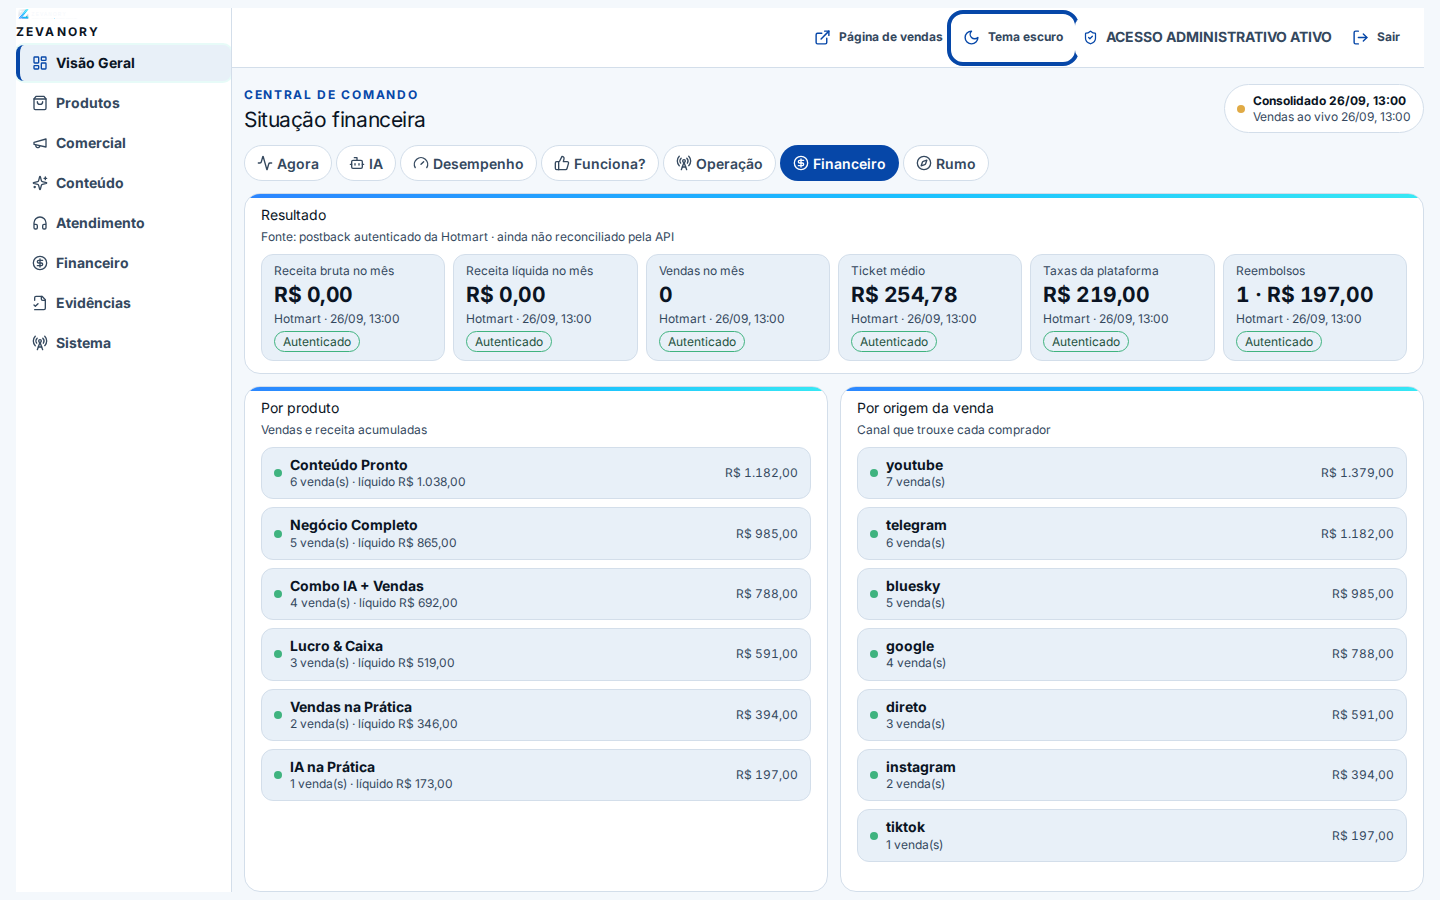 ZEVANORY
Visão Geral
Produtos
Comercial
Conteúdo
Atendimento
Financeiro
Evidências
Sistema
Página de vendas
Tema escuro
ACESSO ADMINISTRATIVO ATIVO
Sair
CENTRAL DE COMANDO
Situação financeira
Consolidado 26/09, 13:00
Vendas ao vivo 26/09, 13:00
Agora
IA
Desempenho
Funciona?
Operação
Financeiro
Rumo
Resultado
Fonte: postback autenticado da Hotmart · ainda não reconciliado pela API
Receita bruta no mês
R$ 0,00
Hotmart · 26/09, 13:00
Autenticado
Receita líquida no mês
R$ 0,00
Hotmart · 26/09, 13:00
Autenticado
Vendas no mês
0
Hotmart · 26/09, 13:00
Autenticado
Ticket médio
R$ 254,78
Hotmart · 26/09, 13:00
Autenticado
Taxas da plataforma
R$ 219,00
Hotmart · 26/09, 13:00
Autenticado
Reembolsos
1 · R$ 197,00
Hotmart · 26/09, 13:00
Autenticado
Por produto
Vendas e receita acumuladas
Conteúdo Pronto
6 venda(s) · líquido R$ 1.038,00
R$ 1.182,00
Negócio Completo
5 venda(s) · líquido R$ 865,00
R$ 985,00
Combo IA + Vendas
4 venda(s) · líquido R$ 692,00
R$ 788,00
Lucro & Caixa
3 venda(s) · líquido R$ 519,00
R$ 591,00
Vendas na Prática
2 venda(s) · líquido R$ 346,00
R$ 394,00
IA na Prática
1 venda(s) · líquido R$ 173,00
R$ 197,00
Por origem da venda
Canal que trouxe cada comprador
youtube
7 venda(s)
R$ 1.379,00
telegram
6 venda(s)
R$ 1.182,00
bluesky
5 venda(s)
R$ 985,00
google
4 venda(s)
R$ 788,00
direto
3 venda(s)
R$ 591,00
instagram
2 venda(s)
R$ 394,00
tiktok
1 venda(s)
R$ 197,00